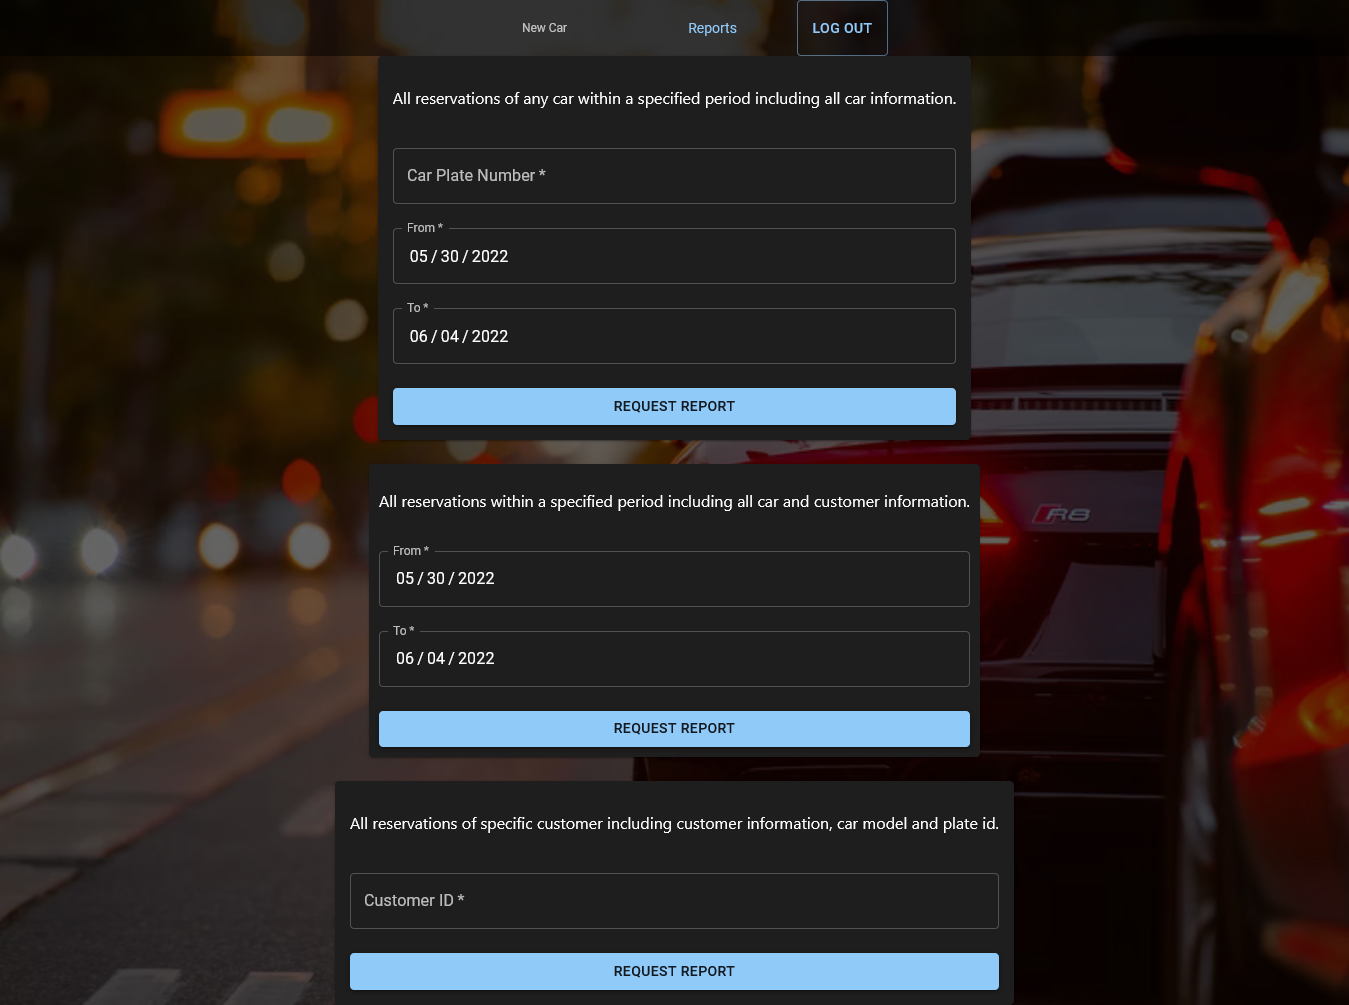 New Car
Reports
LOG OUT
All reservations of any car within a specified period including all car information.
Car Plate Number *
From *
05 / 30 / 2022
To *
06 / 04 / 2022
REQUEST REPORT
All reservations within a specified period including all car and customer information.
From *
05 / 30 / 2022
To *
06 / 04 / 2022
REQUEST REPORT
R8
All reservations of specific customer including customer information, car model and plate id.
Customer ID *
REQUEST REPORT